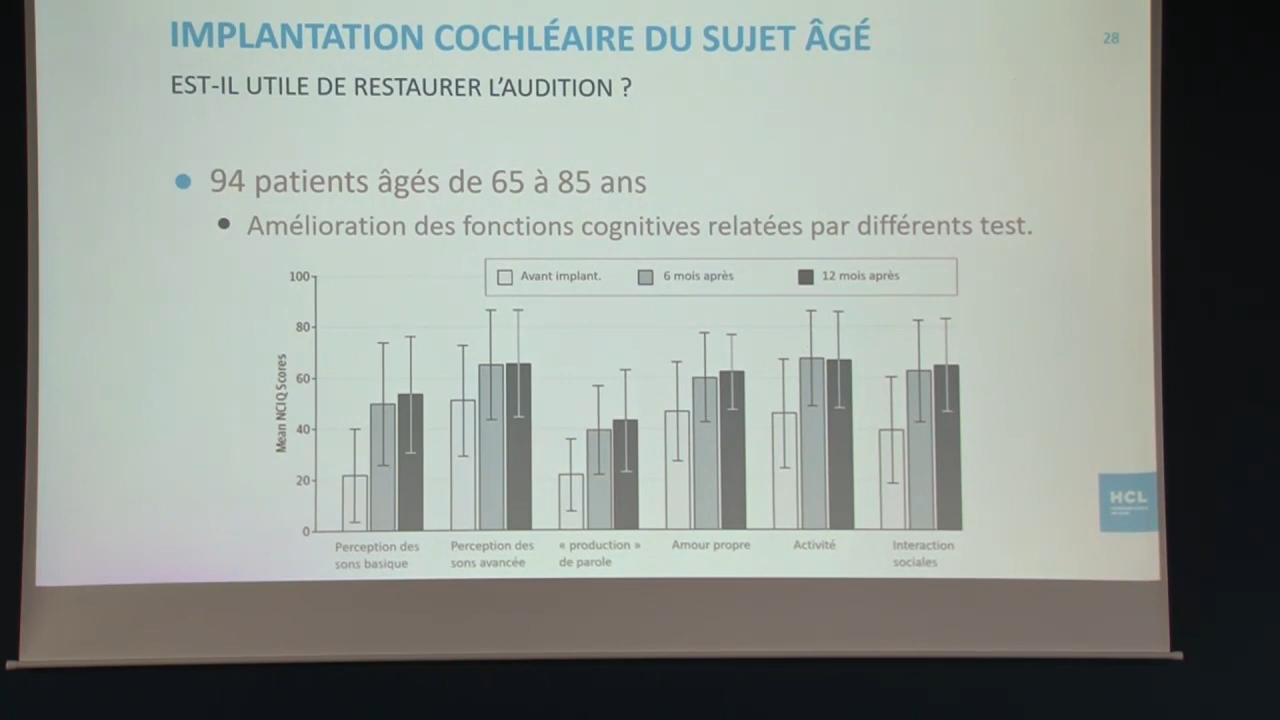 IMPLANTATION COCHLÉAIRE DU SUJET ÂGÉ
28
EST-IL UTILE DE RESTAURER L'AUDITION ?
94 patients âgés de 65 à 85 ans
Amélioration des fonctions cognitives relatées par différents test.
Avant implant.
6 mois après
12 mois après
Mean NCIQ Scores
100
80
60
40
20
0
Perception des
sons basique
Perception des
sons avancée
« production »
de parole
Amour propre
Activité
Interaction
sociales
HCL